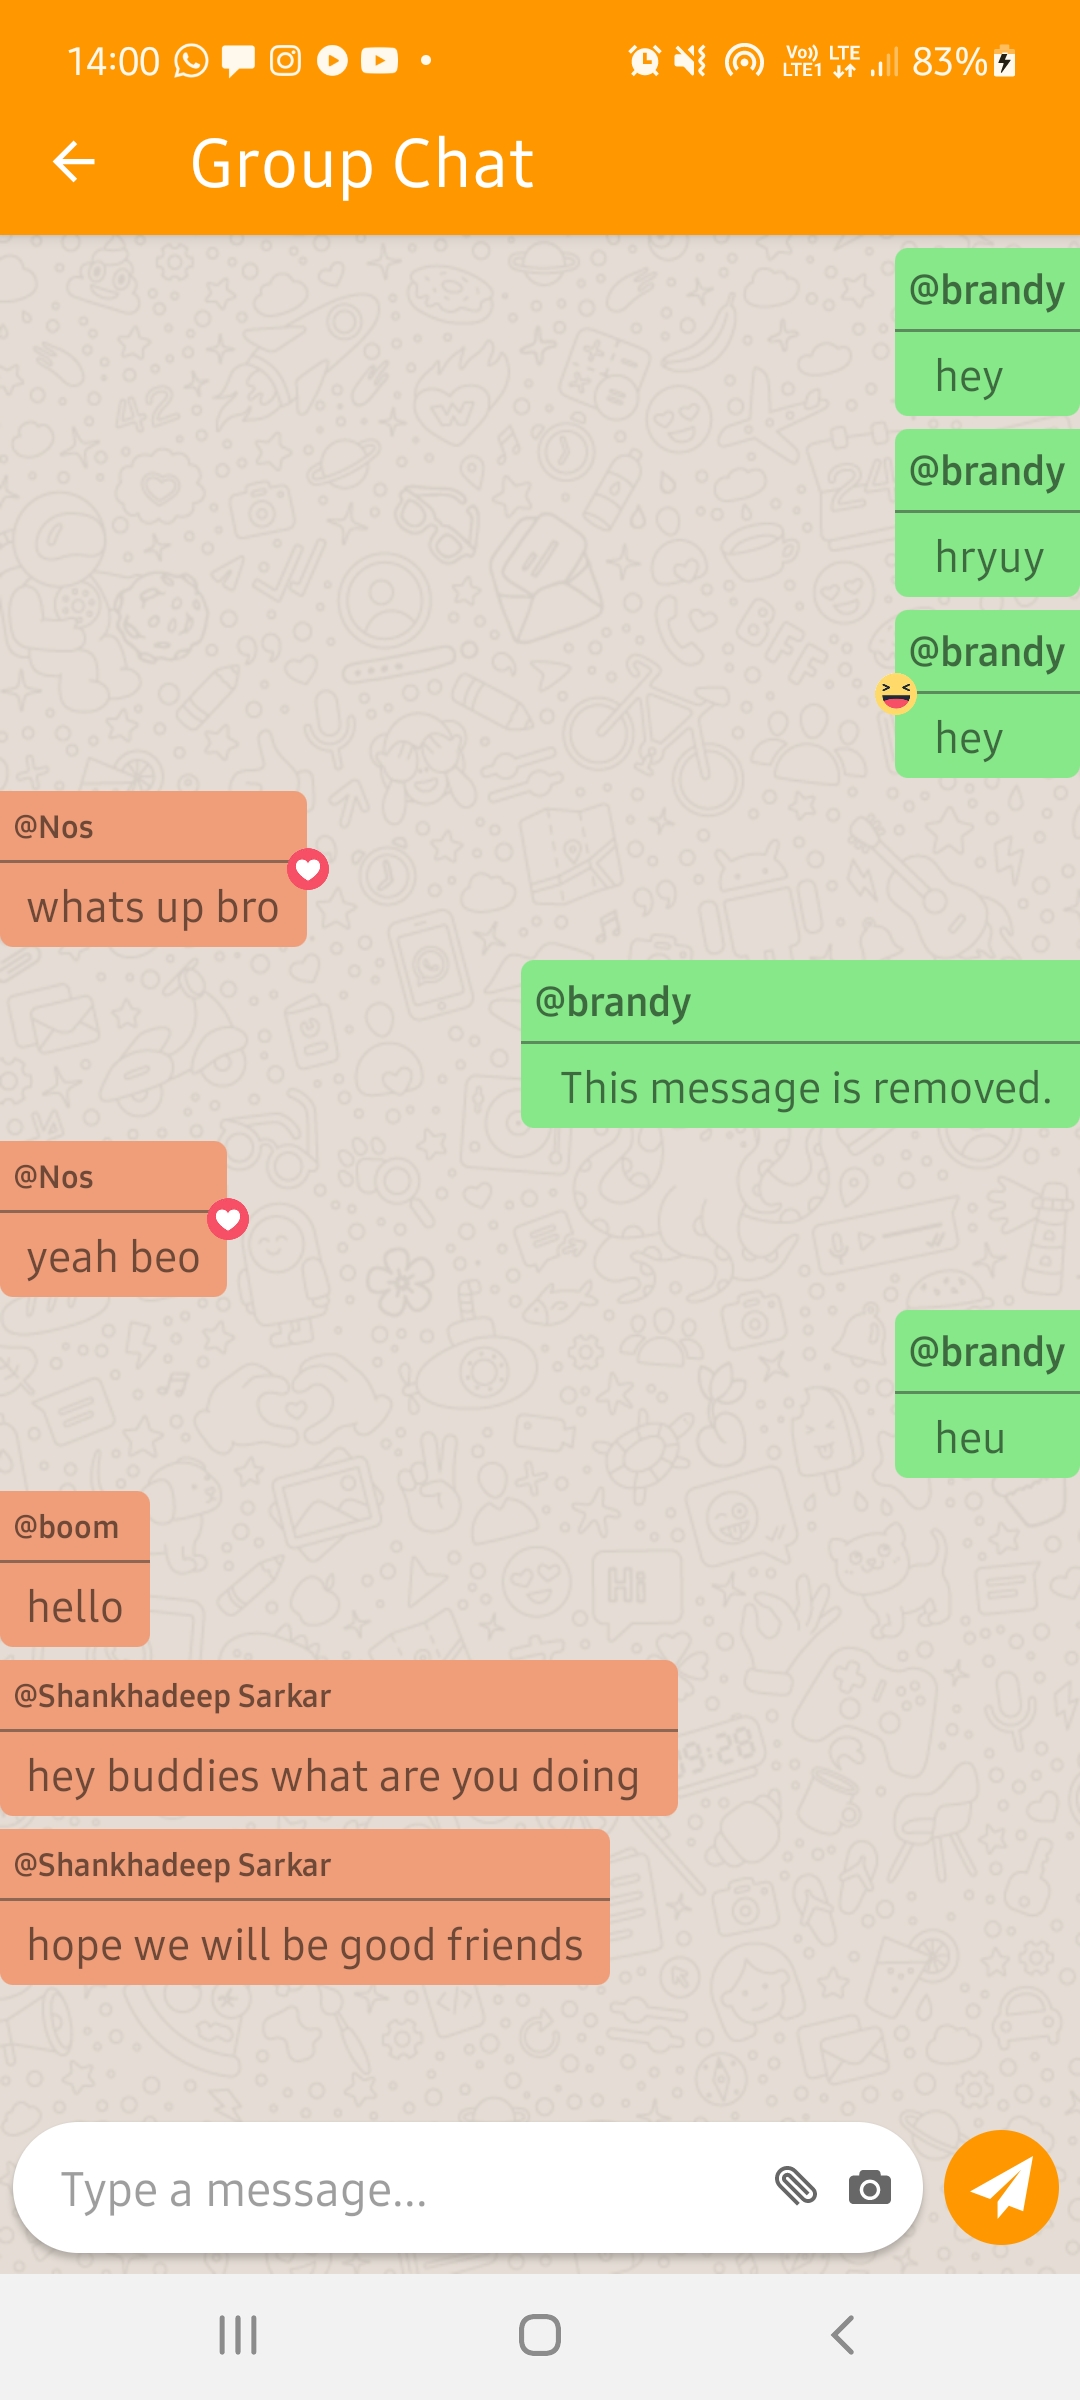 14:00 Vo)) LTE 83%
LTE1
Group Chat
@brandy
hey
@brandy
hryuy
@brandy
hey
@Nos
whats up bro
@brandy
This message is removed.
@Nos
yeah beo
@brandy
heu
@boom
hello
@Shankhadeep Sarkar
hey buddies what are you doing
@Shankhadeep Sarkar
hope we will be good friends
Type a message...